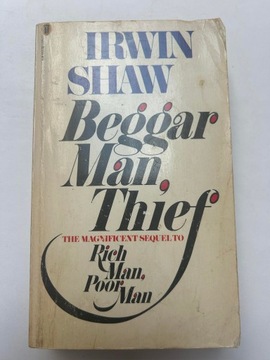 IRWIN
SHAW
Beggar
Man,
Thief
THE MAGNIFICENT SEQUEL TO
Rich
Man,
Poor Man